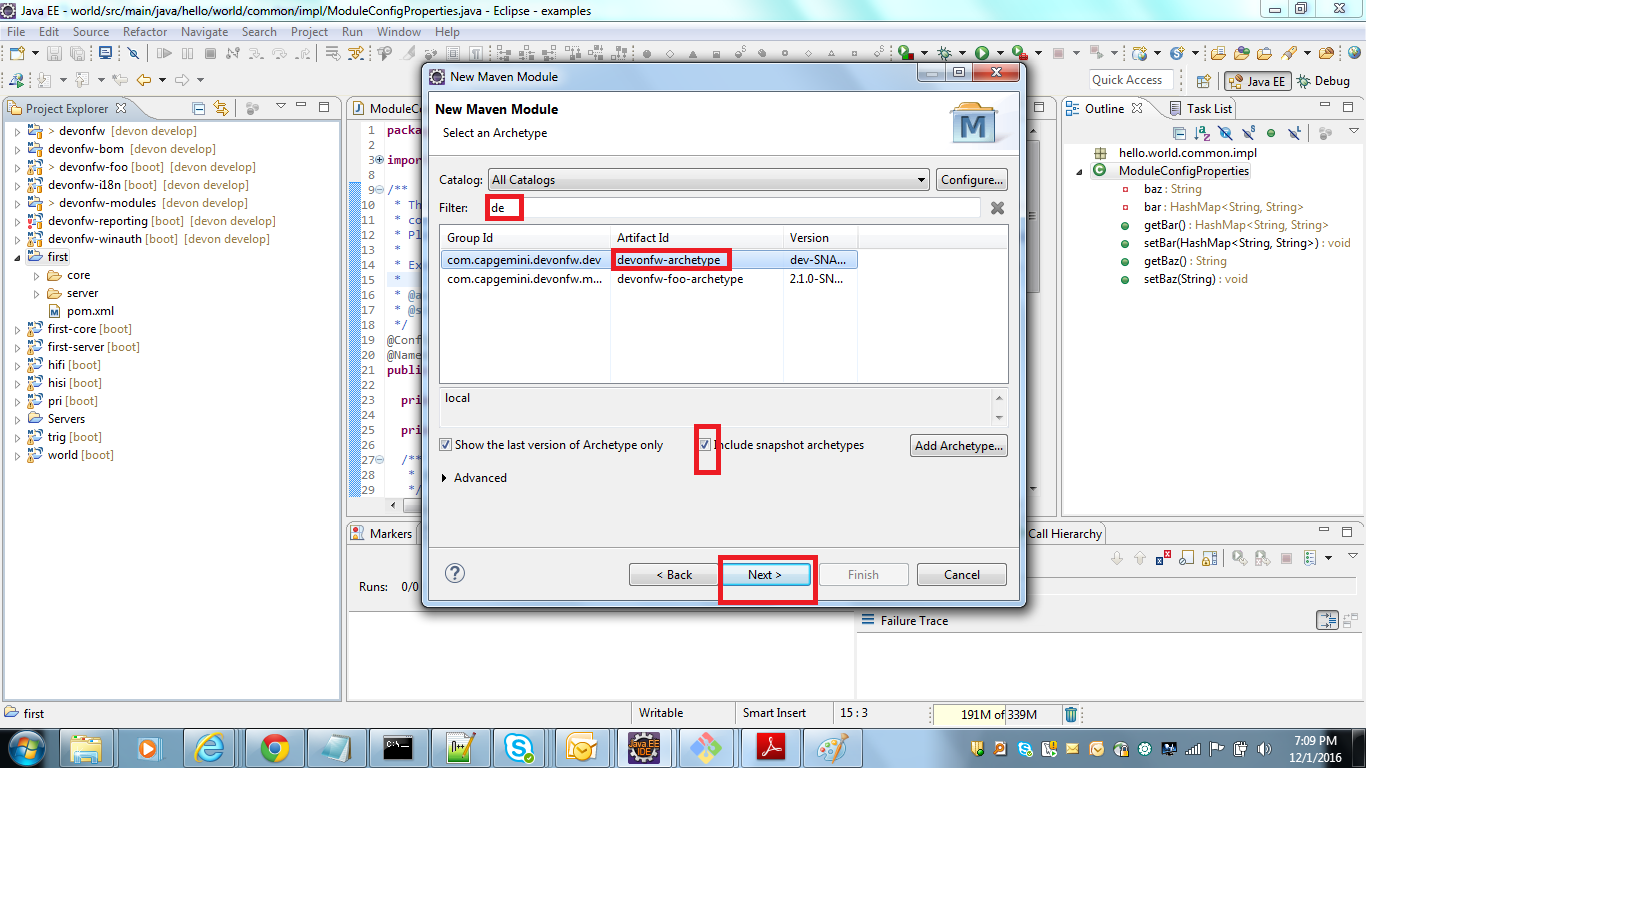 Java EE - world/src/main/java/hello/world/common/impl/ModuleConfigProperties.java - Eclipse - examples
File Edit Source Refactor Navigate Search Project Run Window Help
Quick Access
Java EE
Debug
Project Explorer
> devonfw [devon develop]
devonfw-bom [devon develop]
> devonfw-foo [boot] [devon develop]
devonfw-i18n [boot] [devon develop]
> devonfw-modules [devon develop]
devonfw-reporting [boot] [devon develop]
devonfw-winauth [boot] [devon develop]
first
core
server
pom.xml
first-core [boot]
first-server [boot]
hifi [boot]
hisi [boot]
pri [boot]
Servers
trig [boot]
world [boot]
ModuleC
1 packa
2
3 impor
8
9 /**
10 * Th
11 * co
12 * Pl
13 *
14 * Ex
15 *
16 * @a
17 * @s
18 */
19 @Conf
20 @Name
21 publi
22
23 pri
24
25 pri
26
27 /**
28 *
29 */
New Maven Module
New Maven Module
Select an Archetype
Catalog: All Catalogs Configure...
Filter: de
Group Id Artifact Id Version
com.capgemini.devonfw.dev devonfw-archetype dev-SNA...
com.capgemini.devonfw.m... devonfw-foo-archetype 2.1.0-SN...
local
Show the last version of Archetype only Include snapshot archetypes Add Archetype...
Advanced
< Back Next > Finish Cancel
Outline Task List
hello.world.common.impl
ModuleConfigProperties
baz : String
bar : HashMap<String, String>
getBar() : HashMap<String, String>
setBar(HashMap<String, String>) : void
getBaz() : String
setBaz(String) : void
Markers
Call Hierarchy
Runs: 0/0
Failure Trace
first Writable Smart Insert 15 : 3 191M of 339M
7:09 PM
12/1/2016